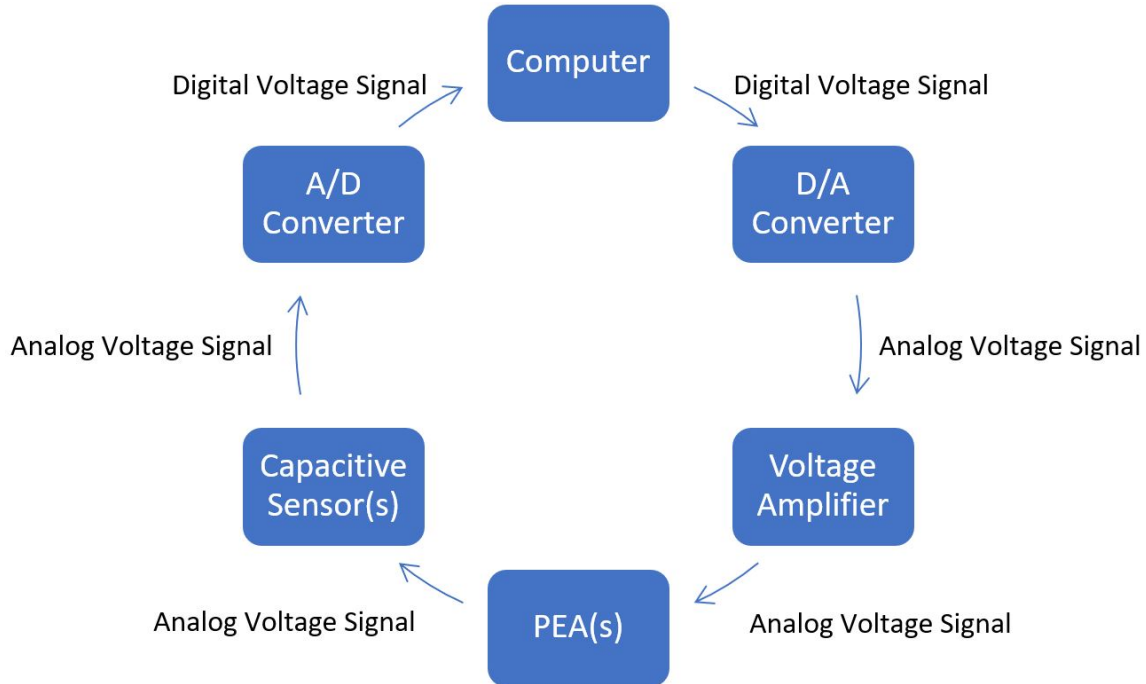 Computer
Digital Voltage Signal
Digital Voltage Signal
A/D
Converter
D/A
Converter
Analog Voltage Signal
Analog Voltage Signal
Capacitive
Sensor(s)
Voltage
Amplifier
Analog Voltage Signal
PEA(s)
Analog Voltage Signal